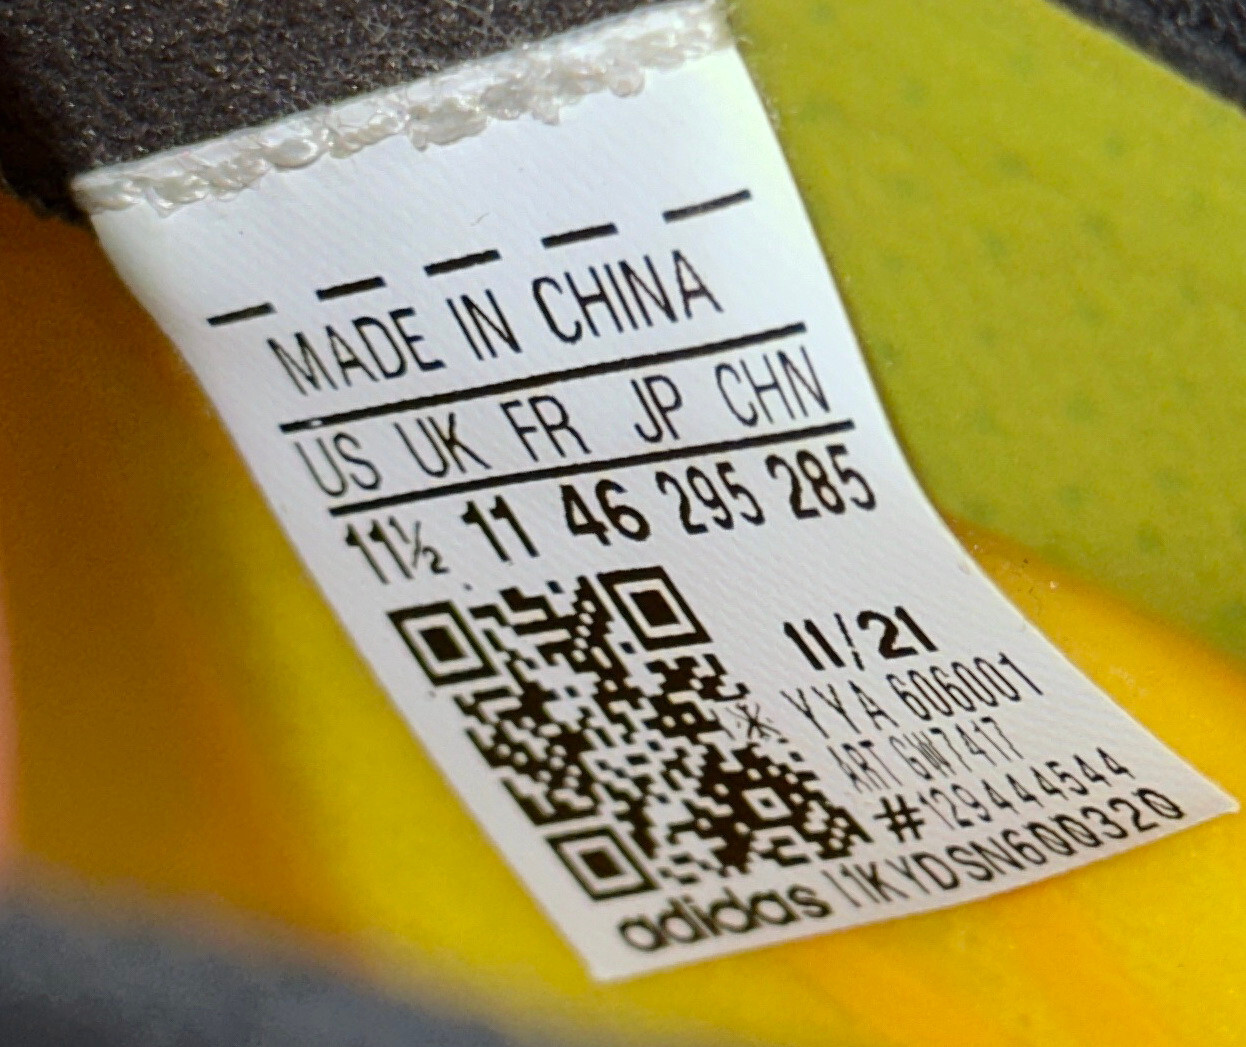 MADE IN CHINA
US UK FR JP CHN
11½ 11 46 295 285
11/21
YYA 606001
ART GW7417
#129444544
adidas I1KYDSN600320